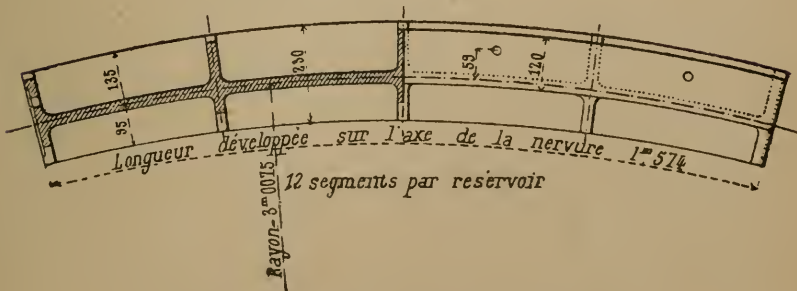 135
95
230
59
120
Longueur développée sur l'axe de la nervure 1m574
12 segments par reservoir
Rayon=3m0075